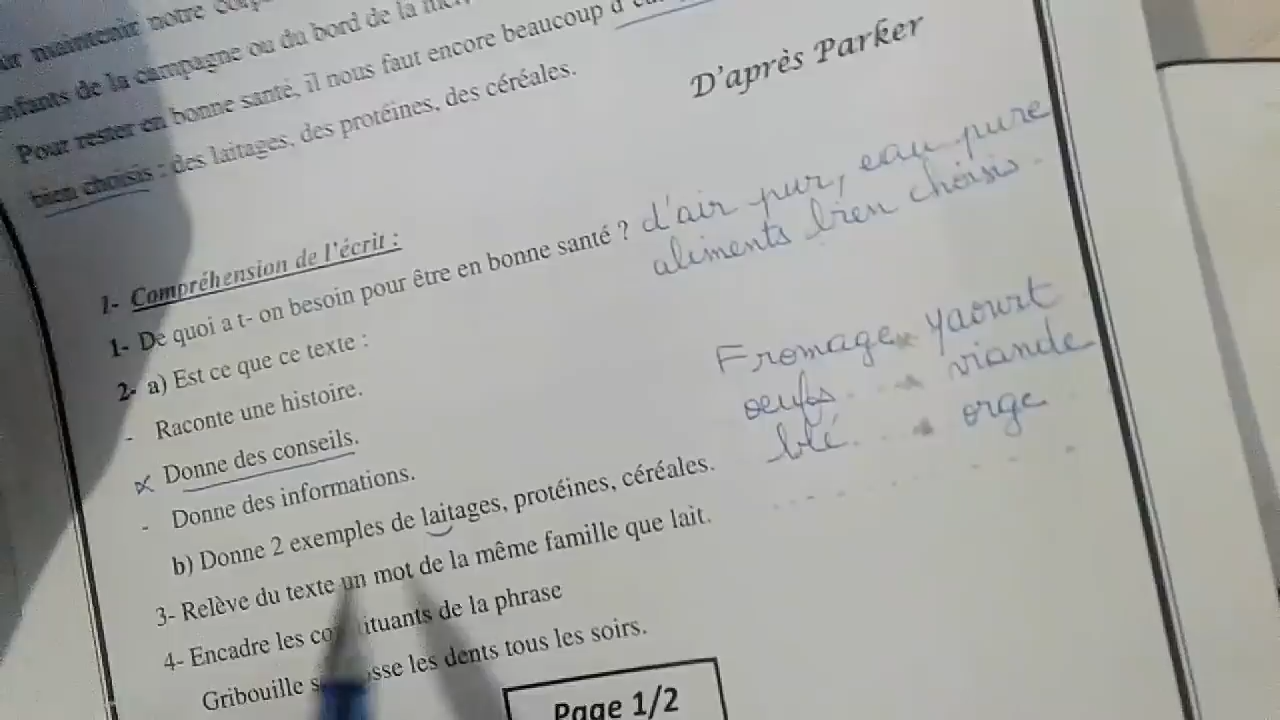 maintenir notre
enfants de la campagne ou du bord de la mer,
Pour rester en bonne santé, il nous faut encore beaucoup
bien choisis : des laitages, des protéines, des céréales.
D'après Parker
1- Compréhension de l'écrit :
1- De quoi a t- on besoin pour être en bonne santé ? d'air pur, eau pure
aliments bien choisis.
2- a) Est ce que ce texte :
- Raconte une histoire.
x Donne des conseils.
- Donne des informations.
Fromage yaourt
oeufs viande
blé orge
b) Donne 2 exemples de laitages, protéines, céréales.
3- Relève du texte un mot de la même famille que lait.
4- Encadre les constituants de la phrase
Gribouille les dents tous les soirs.
Page 1/2